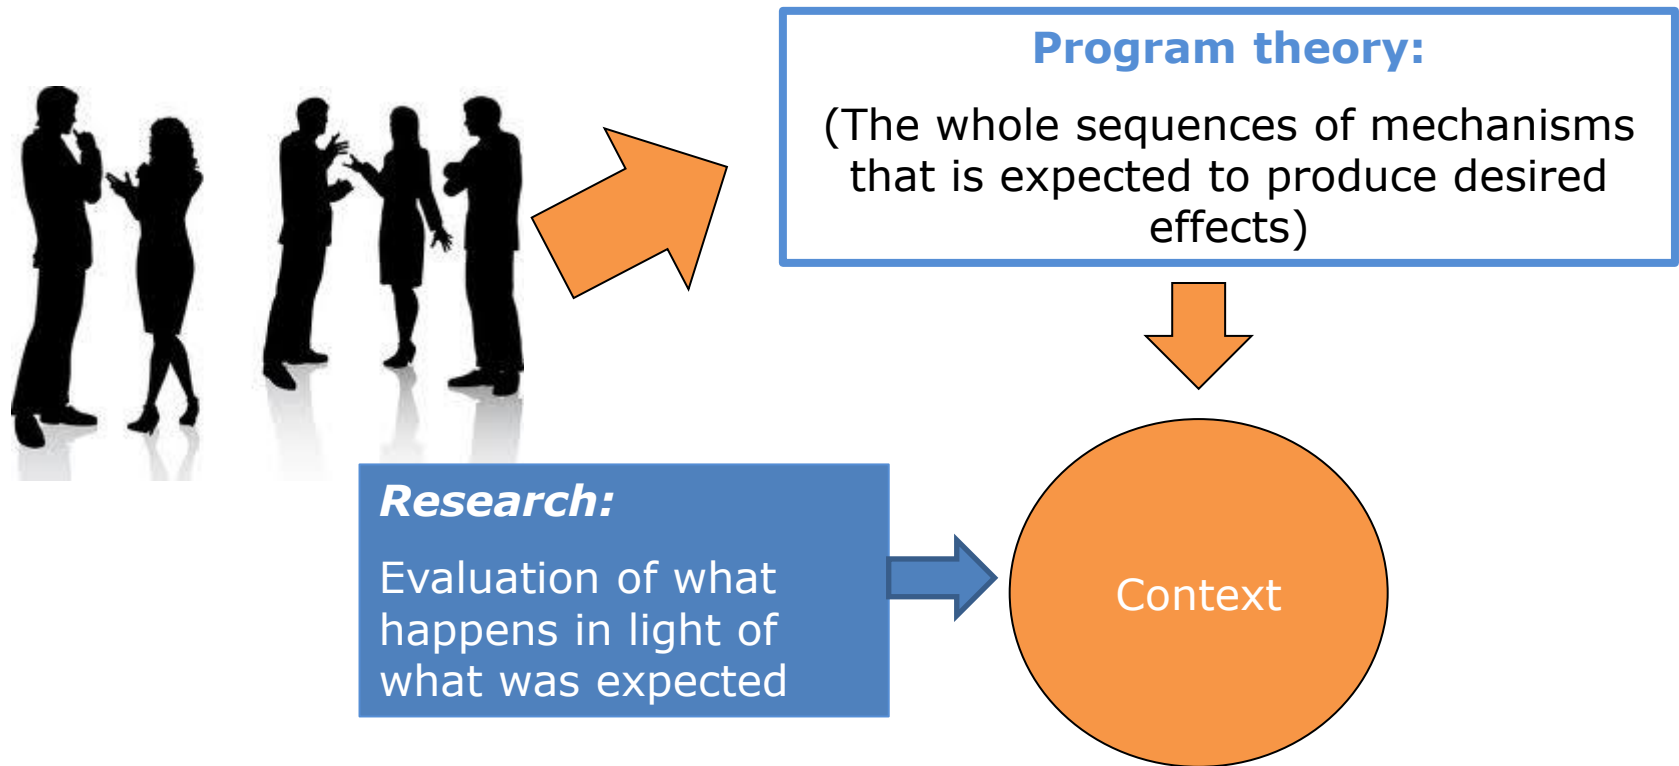 Program theory:
(The whole sequences of mechanisms
that is expected to produce desired
effects)
Research:
Evaluation of what
happens in light of
what was expected
Context